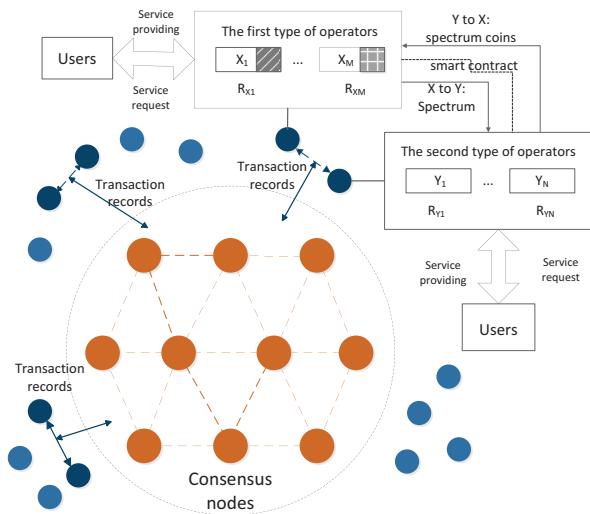 Service
providing
Users
Service
request
The first type of operators
X1
...
XM
RX1
RXM
Y to X:
spectrum coins
smart contract
X to Y:
Spectrum
The second type of operators
Y1
...
YN
RY1
RYN
Transaction
records
Transaction
records
Service
providing
Service
request
Users
Transaction
records
Consensus
nodes